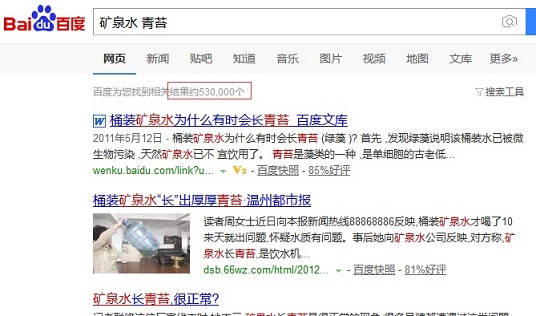 Bai du 百度 矿泉水 青苔
网页 新闻 贴吧 知道 音乐 图片 视频 地图 文库 更多»
百度为您找到相关结果约530,000个 搜索工具
W 桶装矿泉水为什么有时会长青苔_百度文库
2011年5月12日 - 桶装矿泉水为什么有时会长青苔 (绿藻 )? 首先 ,发现绿藻说明该桶装水已被微
生物污染 ,天然矿泉水已不 宜饮用了。 青苔是藻类的一种 ,是单细胞的古老低...
wenku.baidu.com/link?u... V3 - 百度快照 - 85%好评
桶装矿泉水“长”出厚厚青苔·温州都市报
读者周女士近日向本报新闻热线88868886反映,桶装矿泉水才喝了10
来天就出问题,怀疑水质有问题。事后她向矿泉水公司反映,对方称,矿
泉水长青苔,是饮水机...
dsb.66wz.com/html/2012... - 百度快照 - 81%好评
矿泉水长青苔,很正常?